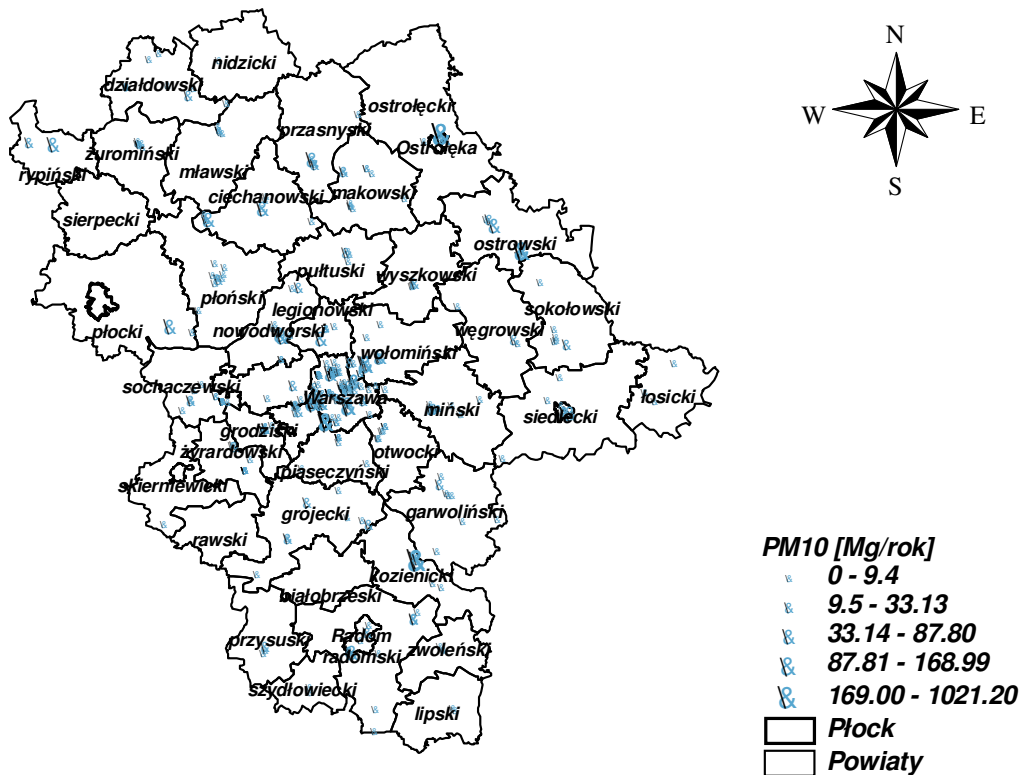 N
W E
S
nidzicki
działdowski
ostrołęcki
przasnyski
Ostrołęka
żuromiński
rypiński
mławski
ciechanowski
makowski
sierpecki
ostrowski
pułtuski
wyszkowski
płoński
legionowski
sokołowski
płocki
nowodworski
węgrowski
wołomiński
sochaczewski
Warszawa
miński
łosicki
siedlecki
grodziski
żyrardowski
otwocki
piaseczyński
skierniewicki
grójecki
garwoliński
rawski
kozienicki
białobrzeski
przysuski
Radom
zwoleński
radomski
szydłowiecki
lipski
PM10 [Mg/rok]
0 - 9.4
9.5 - 33.13
33.14 - 87.80
87.81 - 168.99
169.00 - 1021.20
Płock
Powiaty